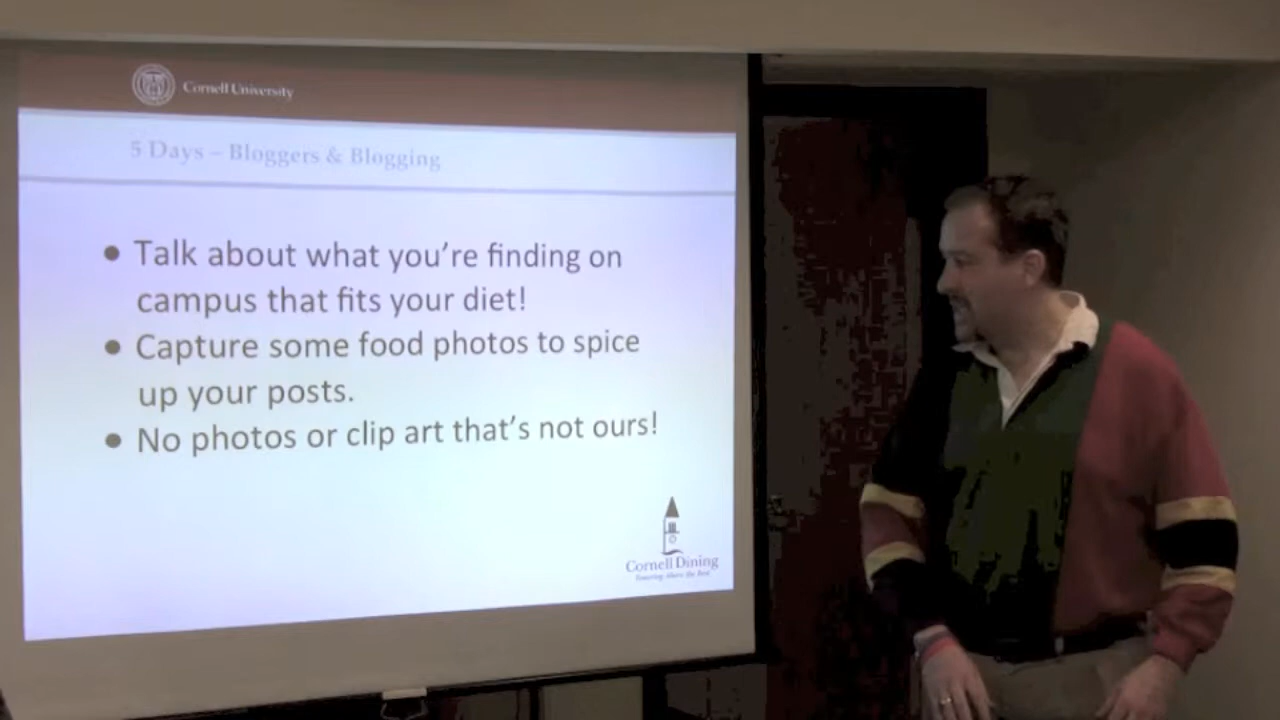 Cornell University
5 Days – Bloggers & Blogging
• Talk about what you're finding on
campus that fits your diet!
• Capture some food photos to spice
up your posts.
• No photos or clip art that's not ours!
Cornell Dining